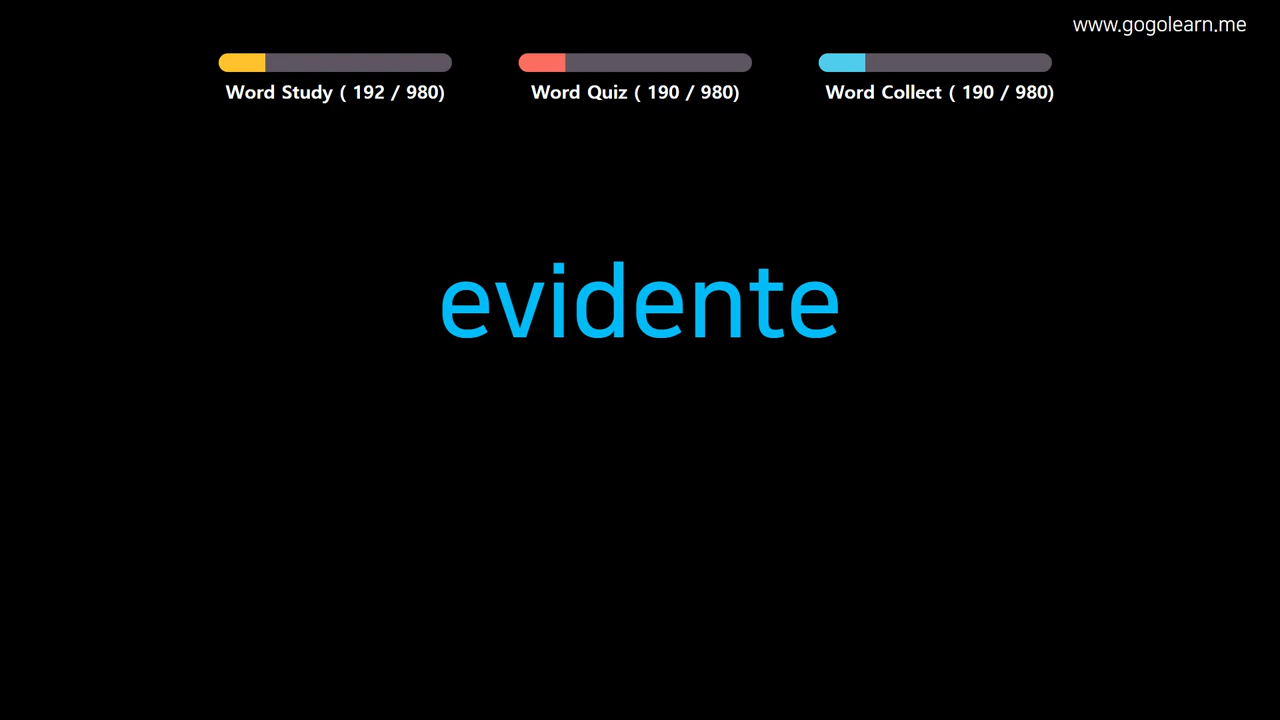 www.gogolearn.me
Word Study ( 192 / 980)
Word Quiz ( 190 / 980)
Word Collect ( 190 / 980)
evidente